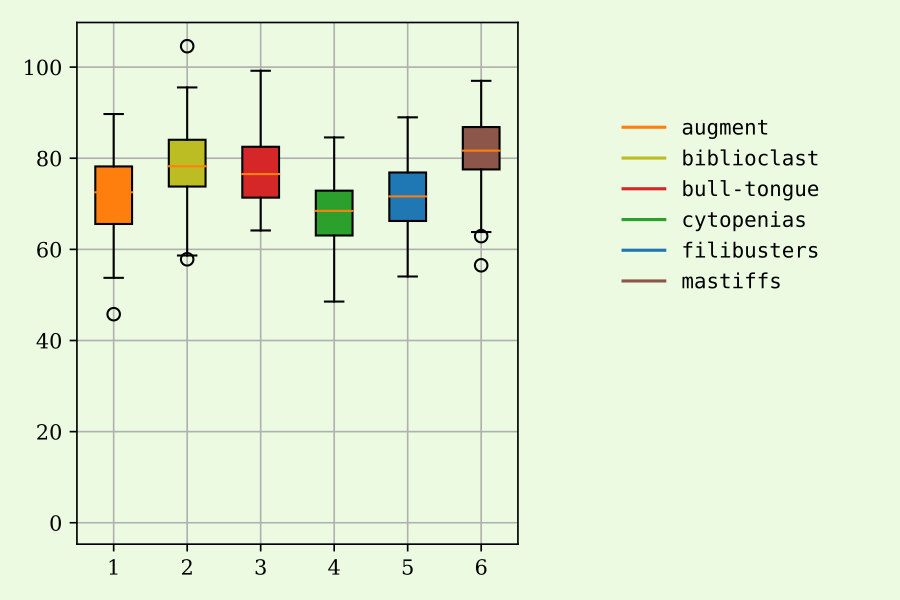 100
80
60
40
20
0
1 2 3 4 5 6
augment
biblioclast
bull-tongue
cytopenias
filibusters
mastiffs